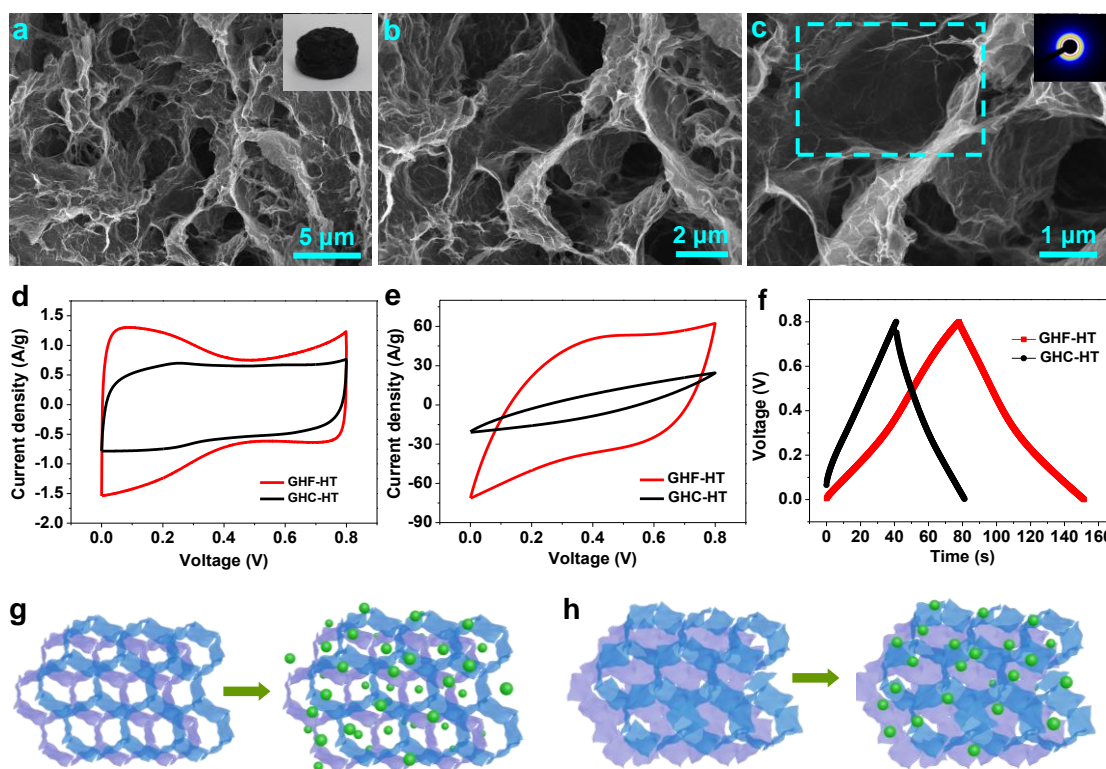 a
5 µm
b
2 µm
c
1 µm
d
Current density (A/g)
1.5
1.0
0.5
0.0
-0.5
-1.0
-1.5
-2.0
GHF-HT
GHC-HT
0.0 0.2 0.4 0.6 0.8
Voltage (V)
e
Current density (A/g)
60
30
0
-30
-60
-90
GHF-HT
GHC-HT
0.0 0.2 0.4 0.6 0.8
Voltage (V)
f
Voltage (V)
0.8
0.6
0.4
0.2
0.0
GHF-HT
GHC-HT
0 20 40 60 80 100 120 140 160
Time (s)
g
h